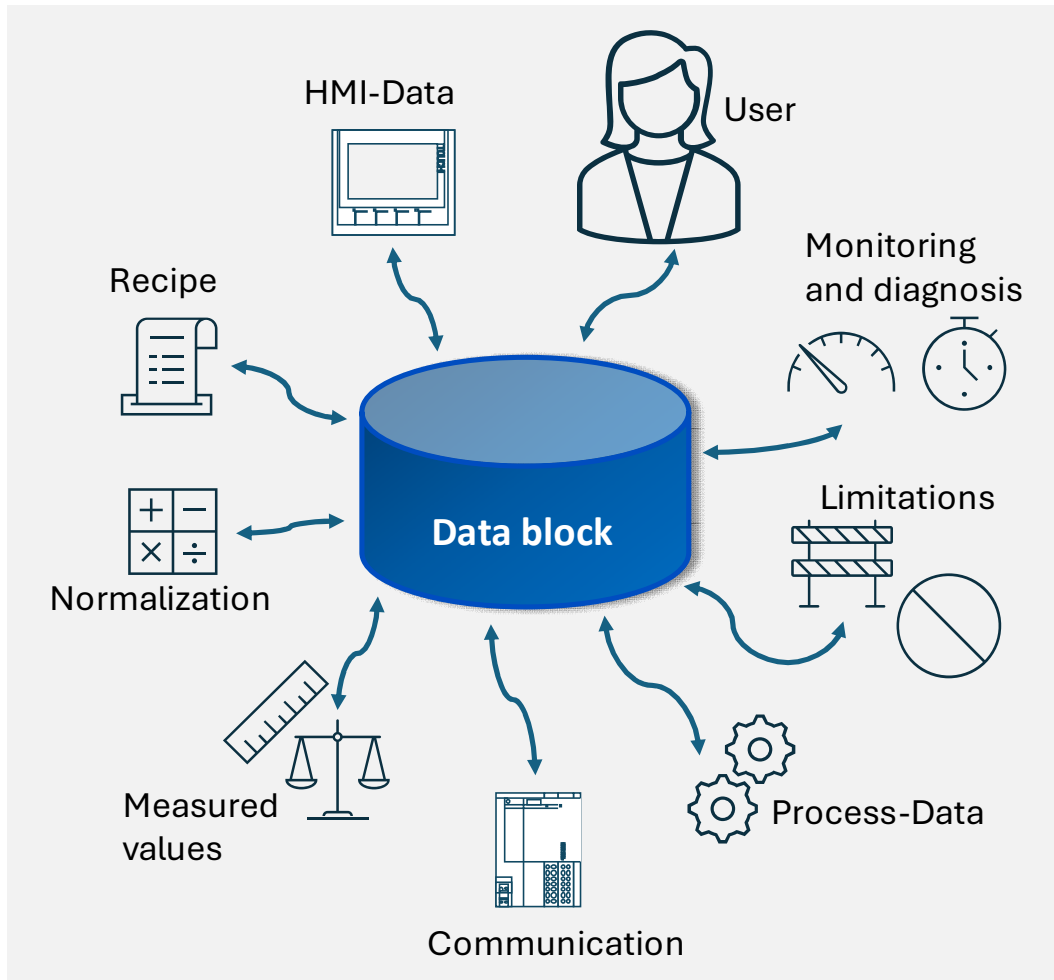 HMI-Data
User
Monitoring
and diagnosis
Recipe
Limitations
Data block
Normalization
Measured
values
Process-Data
Communication